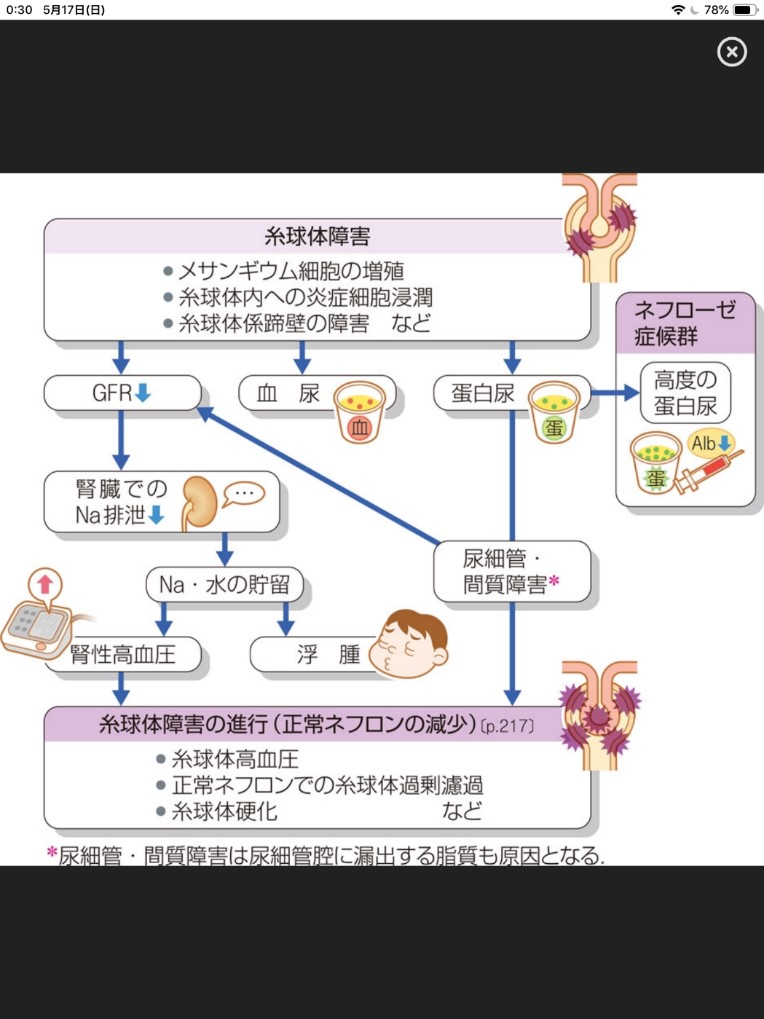 0:30 5月17日(日)
78%
糸球体障害
● メサンギウム細胞の増殖
● 糸球体内への炎症細胞浸潤
● 糸球体係蹄壁の障害 など
ネフローゼ
症候群
GFR⬇
血 尿
血
蛋白尿
蛋
高度の
蛋白尿
Alb⬇
蛋
腎臓での
Na排泄⬇
…
尿細管・
間質障害*
Na・水の貯留
腎性高血圧
浮 腫
糸球体障害の進行(正常ネフロンの減少)〔p.217〕
● 糸球体高血圧
● 正常ネフロンでの糸球体過剰濾過
● 糸球体硬化 など
*尿細管・間質障害は尿細管腔に漏出する脂質も原因となる.